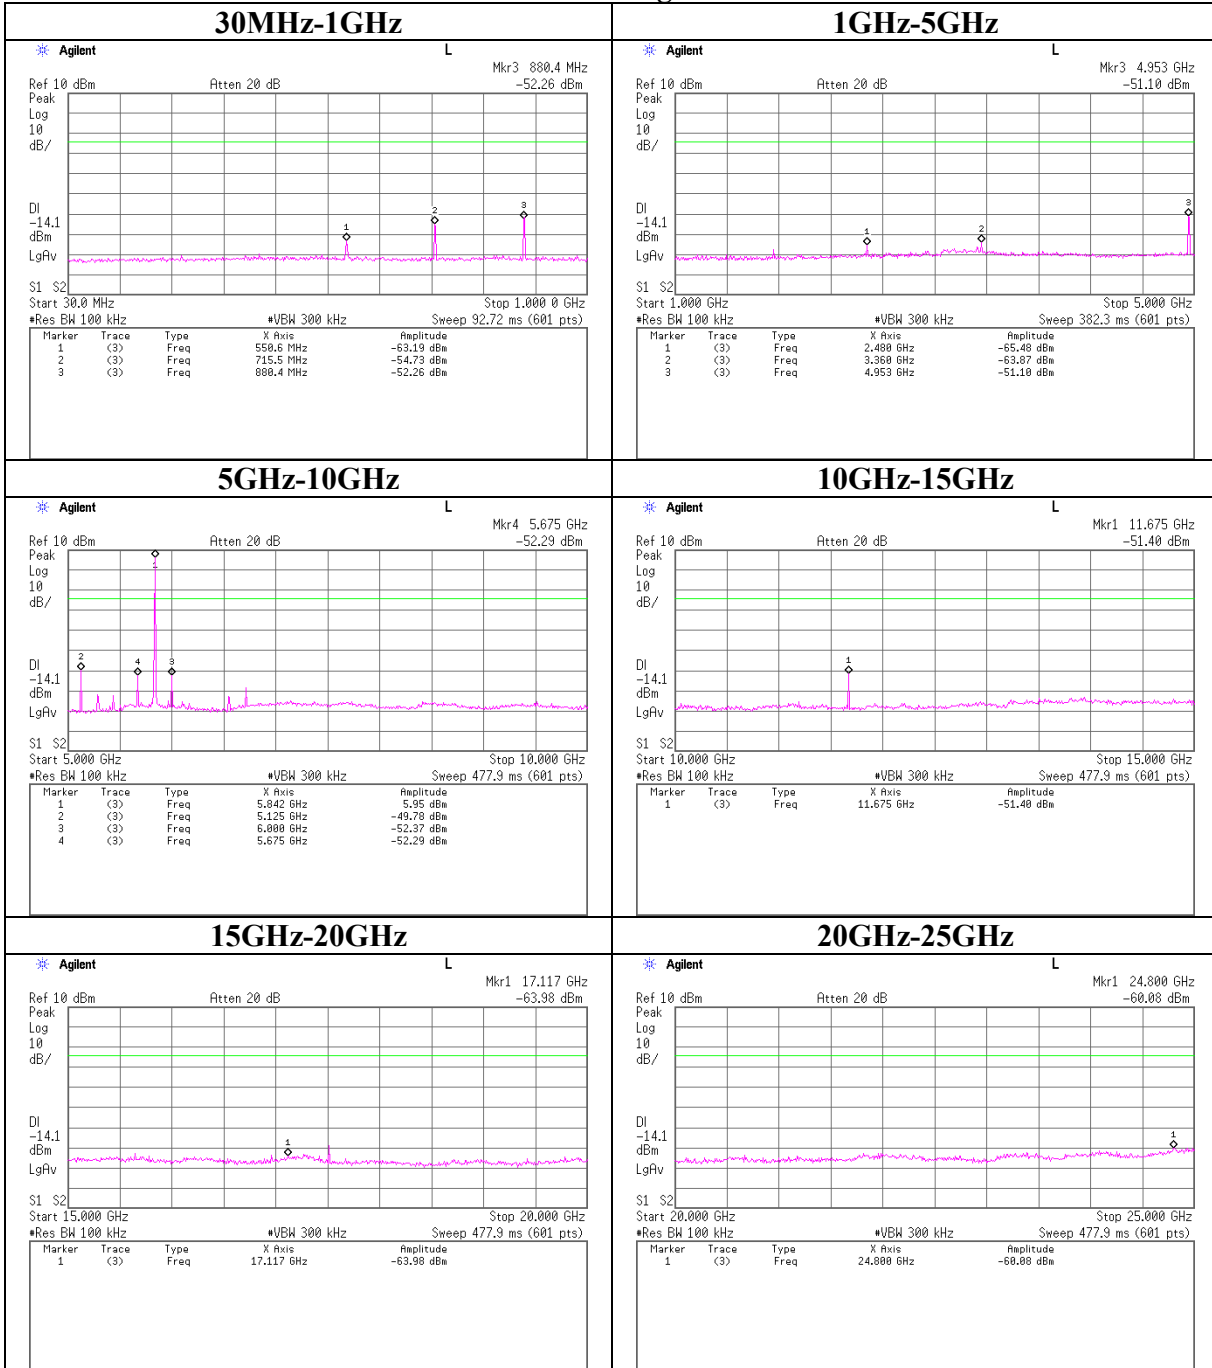 30MHz-1GHz
Agilent L
Mkr3 880.4 MHz
Ref 10 dBm Atten 20 dB -52.26 dBm
Peak
Log
10
dB/
1 2 3
DI
-14.1
dBm
LgAv
S1 S2
Start 30.0 MHz Stop 1.000 0 GHz
#Res BW 100 kHz #VBW 300 kHz Sweep 92.72 ms (601 pts)
Marker Trace Type X Axis Amplitude
1 (3) Freq 550.6 MHz -63.19 dBm
2 (3) Freq 715.5 MHz -54.73 dBm
3 (3) Freq 880.4 MHz -52.26 dBm
1GHz-5GHz
Agilent L
Mkr3 4.953 GHz
Ref 10 dBm Atten 20 dB -51.10 dBm
Peak
Log
10
dB/
1 2 3
DI
-14.1
dBm
LgAv
S1 S2
Start 1.000 GHz Stop 5.000 GHz
#Res BW 100 kHz #VBW 300 kHz Sweep 382.3 ms (601 pts)
Marker Trace Type X Axis Amplitude
1 (3) Freq 2.480 GHz -65.48 dBm
2 (3) Freq 3.360 GHz -63.87 dBm
3 (3) Freq 4.953 GHz -51.10 dBm
5GHz-10GHz
Agilent L
Mkr4 5.675 GHz
Ref 10 dBm Atten 20 dB -52.29 dBm
Peak
Log
10
dB/
1
2 4 3
DI
-14.1
dBm
LgAv
S1 S2
Start 5.000 GHz Stop 10.000 GHz
#Res BW 100 kHz #VBW 300 kHz Sweep 477.9 ms (601 pts)
Marker Trace Type X Axis Amplitude
1 (3) Freq 5.842 GHz 5.95 dBm
2 (3) Freq 5.125 GHz -49.78 dBm
3 (3) Freq 6.000 GHz -52.37 dBm
4 (3) Freq 5.675 GHz -52.29 dBm
10GHz-15GHz
Agilent L
Mkr1 11.675 GHz
Ref 10 dBm Atten 20 dB -51.40 dBm
Peak
Log
10
dB/
1
DI
-14.1
dBm
LgAv
S1 S2
Start 10.000 GHz Stop 15.000 GHz
#Res BW 100 kHz #VBW 300 kHz Sweep 477.9 ms (601 pts)
Marker Trace Type X Axis Amplitude
1 (3) Freq 11.675 GHz -51.40 dBm
15GHz-20GHz
Agilent L
Mkr1 17.117 GHz
Ref 10 dBm Atten 20 dB -63.98 dBm
Peak
Log
10
dB/
1
DI
-14.1
dBm
LgAv
S1 S2
Start 15.000 GHz Stop 20.000 GHz
#Res BW 100 kHz #VBW 300 kHz Sweep 477.9 ms (601 pts)
Marker Trace Type X Axis Amplitude
1 (3) Freq 17.117 GHz -63.98 dBm
20GHz-25GHz
Agilent L
Mkr1 24.800 GHz
Ref 10 dBm Atten 20 dB -60.08 dBm
Peak
Log
10
dB/
1
DI
-14.1
dBm
LgAv
S1 S2
Start 20.000 GHz Stop 25.000 GHz
#Res BW 100 kHz #VBW 300 kHz Sweep 477.9 ms (601 pts)
Marker Trace Type X Axis Amplitude
1 (3) Freq 24.800 GHz -60.08 dBm